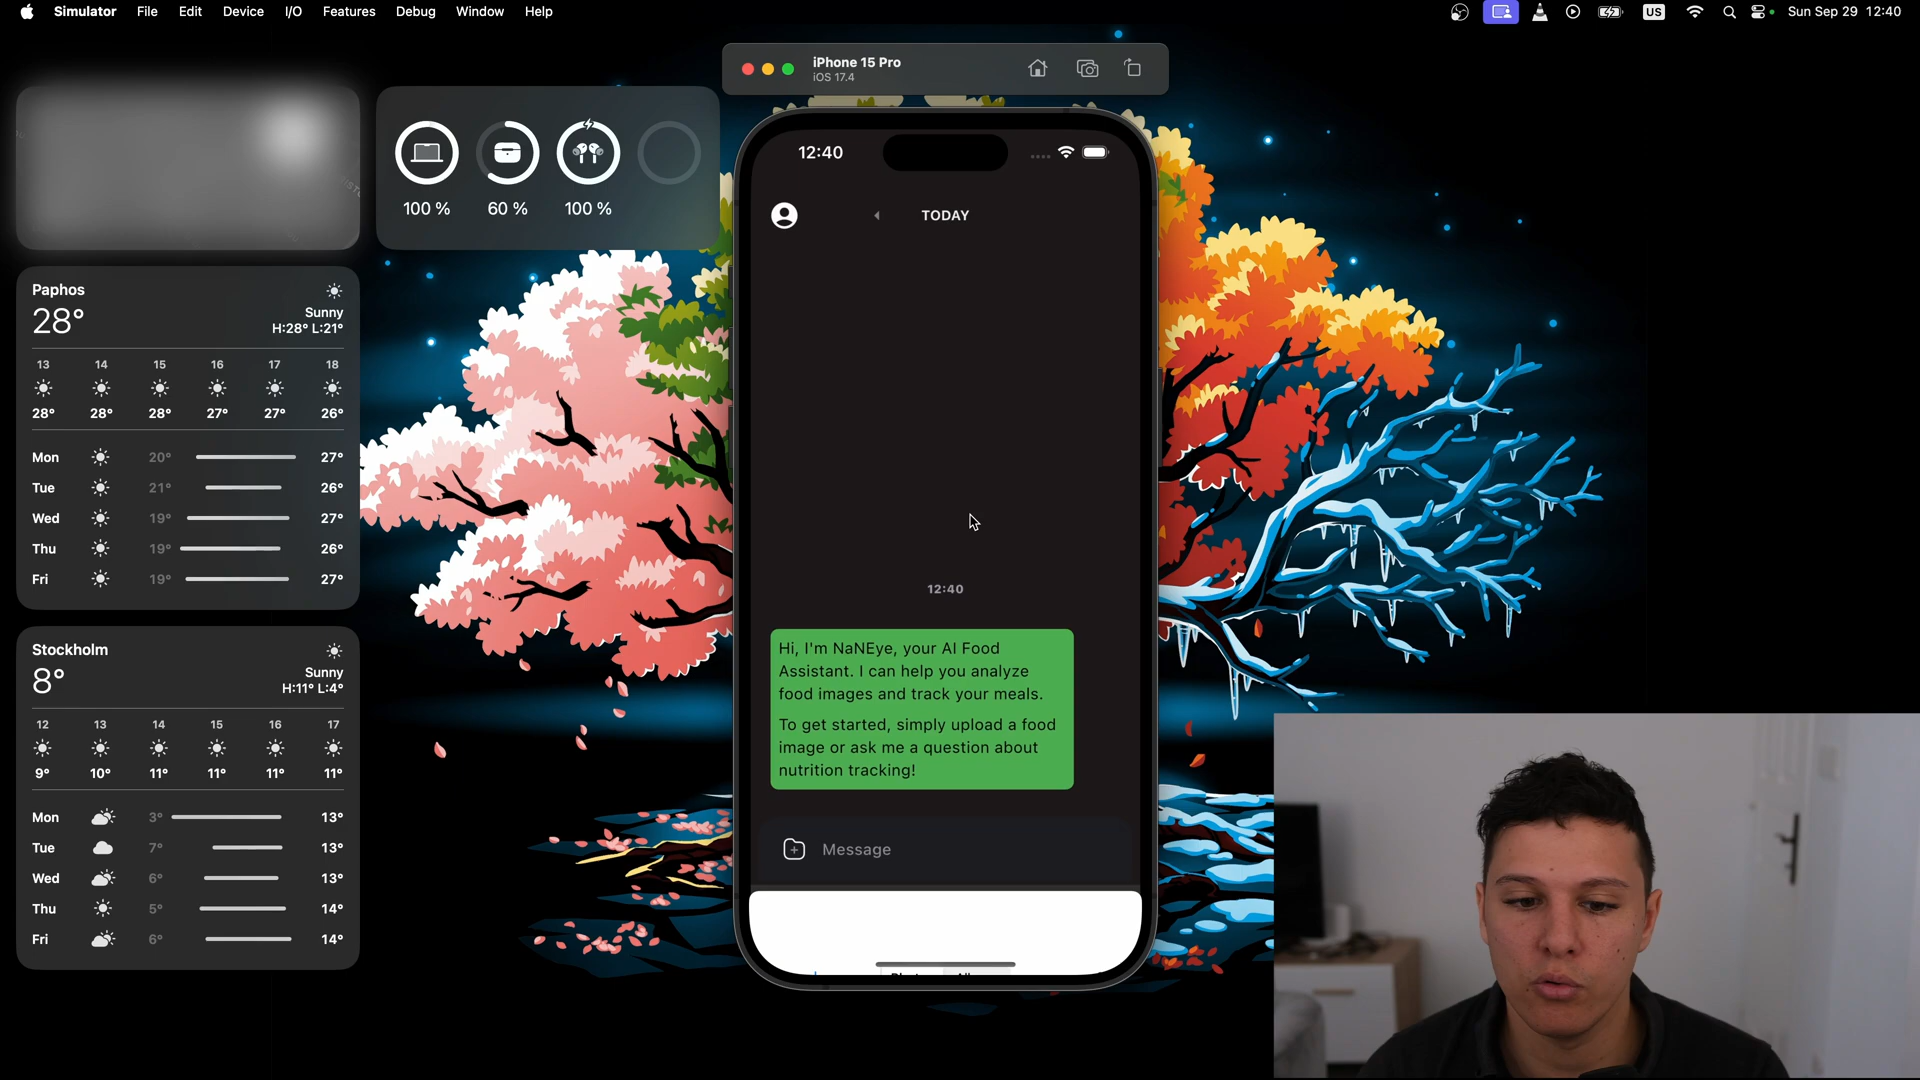 Simulator File Edit Device I/O Features Debug Window Help
US Sun Sep 29 12:40
iPhone 15 Pro
iOS 17.4
100 % 60 % 100 %
Paphos
28°
Sunny
H:28° L:21°
13 14 15 16 17 18
28° 28° 28° 27° 27° 26°
Mon 20° 27°
Tue 21° 26°
Wed 19° 27°
Thu 19° 26°
Fri 19° 27°
Stockholm
8°
Sunny
H:11° L:4°
12 13 14 15 16 17
9° 10° 11° 11° 11° 11°
Mon 3° 13°
Tue 7° 13°
Wed 6° 13°
Thu 5° 14°
Fri 6° 14°
12:40
TODAY
12:40
Hi, I'm NaNEye, your AI Food
Assistant. I can help you analyze
food images and track your meals.
To get started, simply upload a food
image or ask me a question about
nutrition tracking!
Message